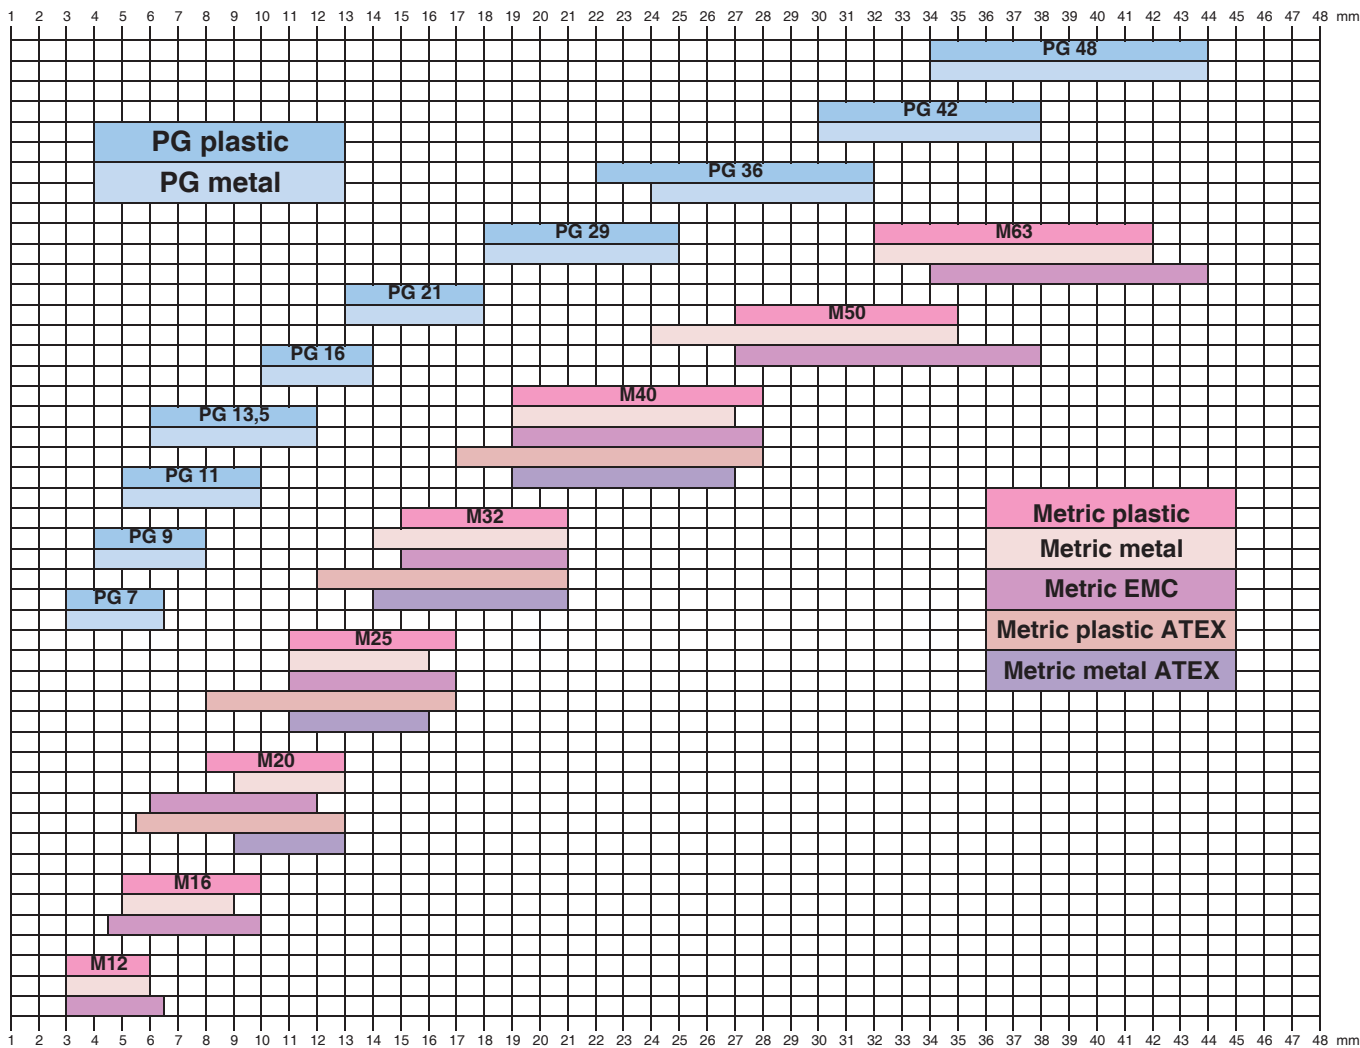 1 2 3 4 5 6 7 8 9 10 11 12 13 14 15 16 17 18 19 20 21 22 23 24 25 26 27 28 29 30 31 32 33 34 35 36 37 38 39 40 41 42 43 44 45 46 47 48 mm
PG 48
PG 42
PG plastic
PG metal
PG 36
PG 29
M63
PG 21
M50
PG 16
M40
PG 13,5
PG 11
M32
Metric plastic
PG 9
Metric metal
Metric EMC
PG 7
Metric plastic ATEX
M25
Metric metal ATEX
M20
M16
M12
1 2 3 4 5 6 7 8 9 10 11 12 13 14 15 16 17 18 19 20 21 22 23 24 25 26 27 28 29 30 31 32 33 34 35 36 37 38 39 40 41 42 43 44 45 46 47 48 mm